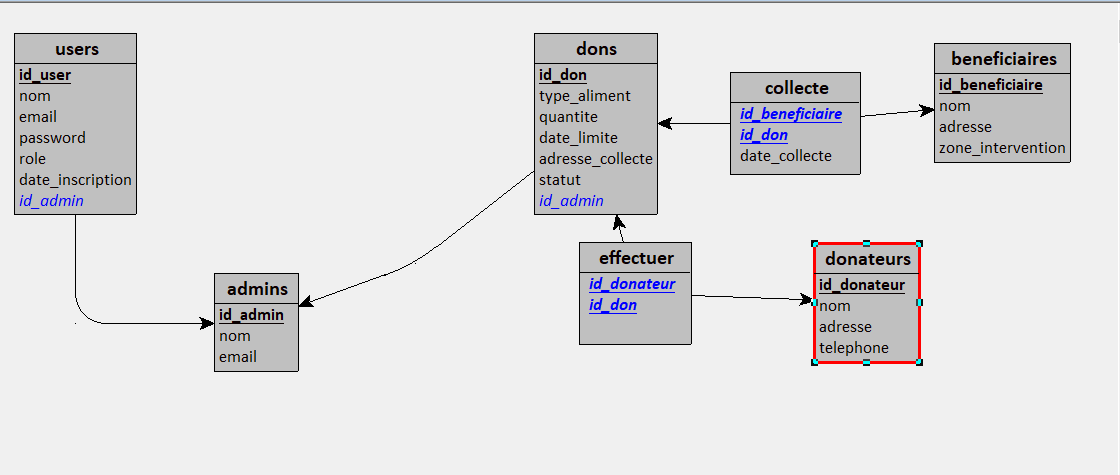 users
id_user
nom
email
password
role
date_inscription
id_admin
admins
id_admin
nom
email
dons
id_don
type_aliment
quantite
date_limite
adresse_collecte
statut
id_admin
effectuer
id_donateur
id_don
collecte
id_beneficiaire
id_don
date_collecte
donateurs
id_donateur
nom
adresse
telephone
beneficiaires
id_beneficiaire
nom
adresse
zone_intervention